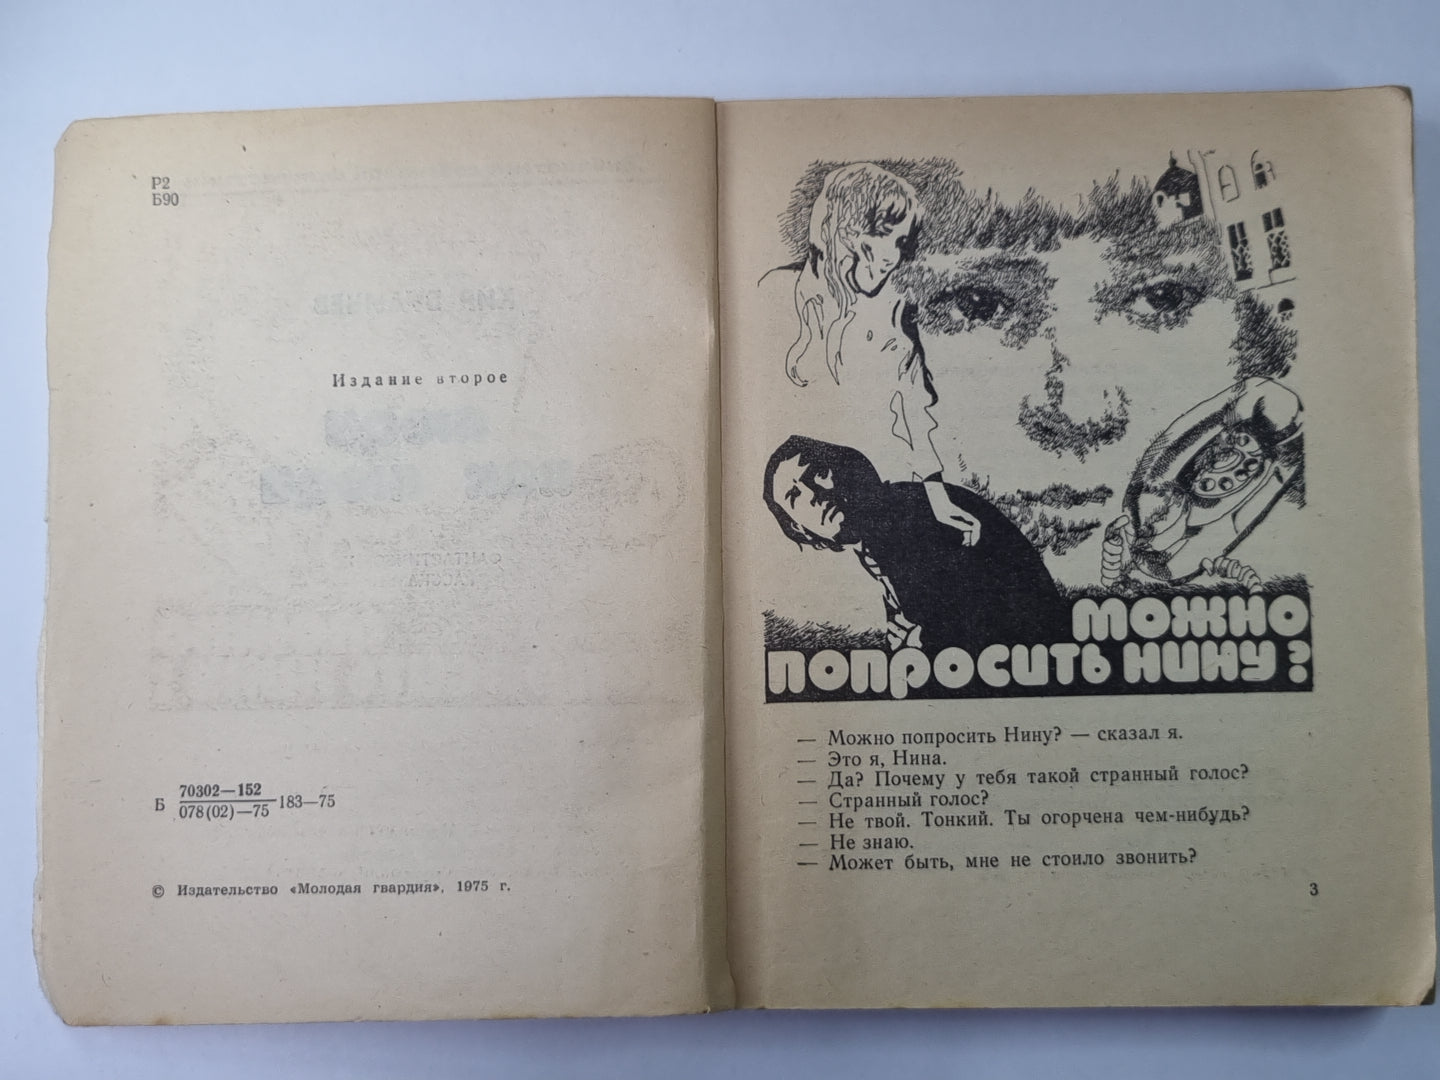 Р2
Б90
Издание второе
Б 70302—152
078(02)—75 183—75
© Издательство «Молодая гвардия», 1975 г.
МОЖНО
ПОПРОСИТЬ НИНУ?
— Можно попросить Нину? — сказал я.
— Это я, Нина.
— Да? Почему у тебя такой странный голос?
— Странный голос?
— Не твой. Тонкий. Ты огорчена чем-нибудь?
— Не знаю.
— Может быть, мне не стоило звонить?
3